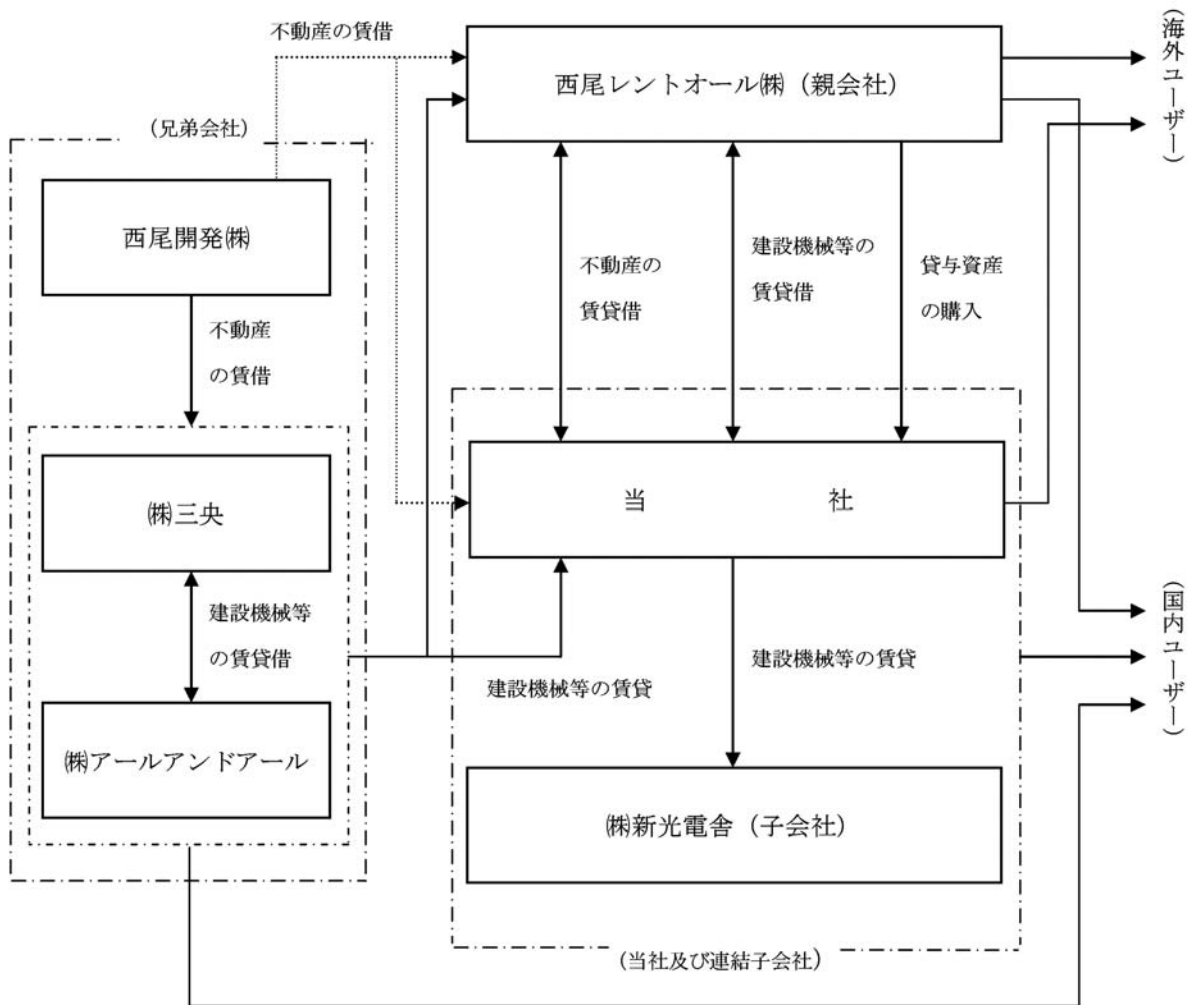 不動産の賃借
西尾レントオール㈱（親会社）
(海外ユーザー)
(兄弟会社)
西尾開発㈱
不動産の
賃貸借
建設機械等の
賃貸借
貸与資産
の購入
不動産
の賃借
㈱三央
当　　　　社
建設機械等
の賃貸借
建設機械等の賃貸
建設機械等の賃貸
(国内ユーザー)
㈱アールアンドアール
㈱新光電舎（子会社）
(当社及び連結子会社)